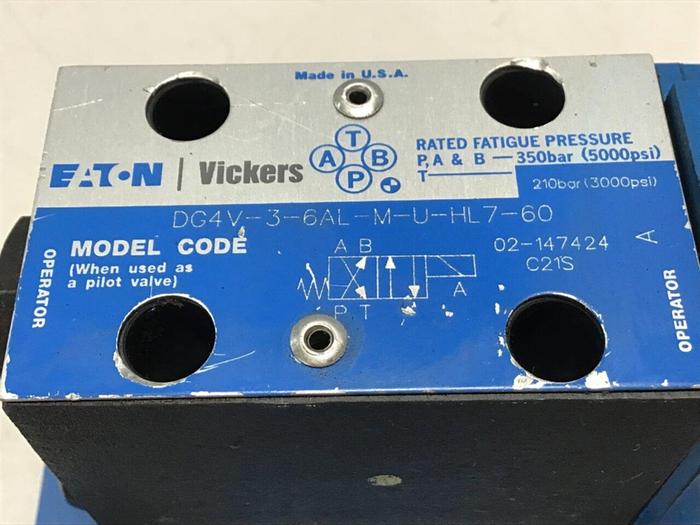 Made in U.S.A.
T
A B
P
EATON | Vickers
RATED FATIGUE PRESSURE
P, A & B — 350bar (5000psi)
T— 210bar (3000psi)
DG4V-3-6AL-M-U-HL7-60
MODEL CODE
(When used as
a pilot valve)
A B
P T
A
02-147424
C21S
A
OPERATOR
OPERATOR